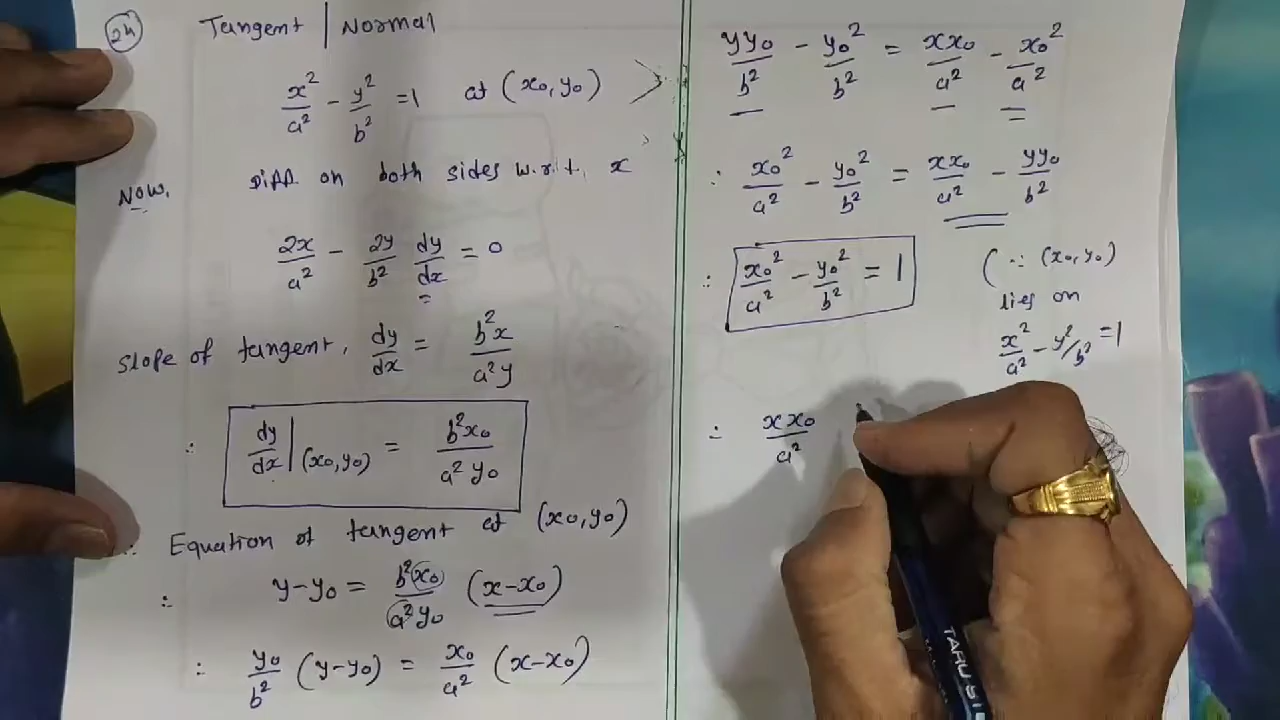 24
Tangent | Normal
x²/a² - y²/b² = 1 at (x₀, y₀)
Now, Diff on both sides w.r.t. x
2x/a² - 2y/b² dy/dx = 0
slope of tangent, dy/dx = b²x/a²y
∴ dy/dx|(x₀,y₀) = b²x₀/a²y₀
∴ Equation of tangent at (x₀,y₀)
∴ y-y₀ = b²x₀/a²y₀ (x-x₀)
∴ y₀/b² (y-y₀) = x₀/a² (x-x₀)
yy₀/b² - y₀²/b² = xx₀/a² - x₀²/a²
∴ x₀²/a² - y₀²/b² = xx₀/a² - yy₀/b²
∴ x₀²/a² - y₀²/b² = 1 (∵ (x₀,y₀)
lies on
x²/a² - y²/b² = 1
∴ xx₀/a²